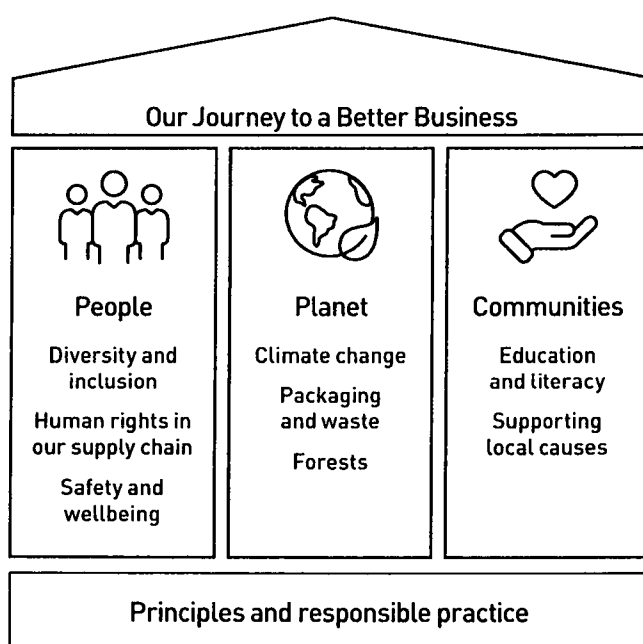 Our Journey to a Better Business
People
Diversity and
inclusion
Human rights in
our supply chain
Safety and
wellbeing
Planet
Climate change
Packaging
and waste
Forests
Communities
Education
and literacy
Supporting
local causes
Principles and responsible practice